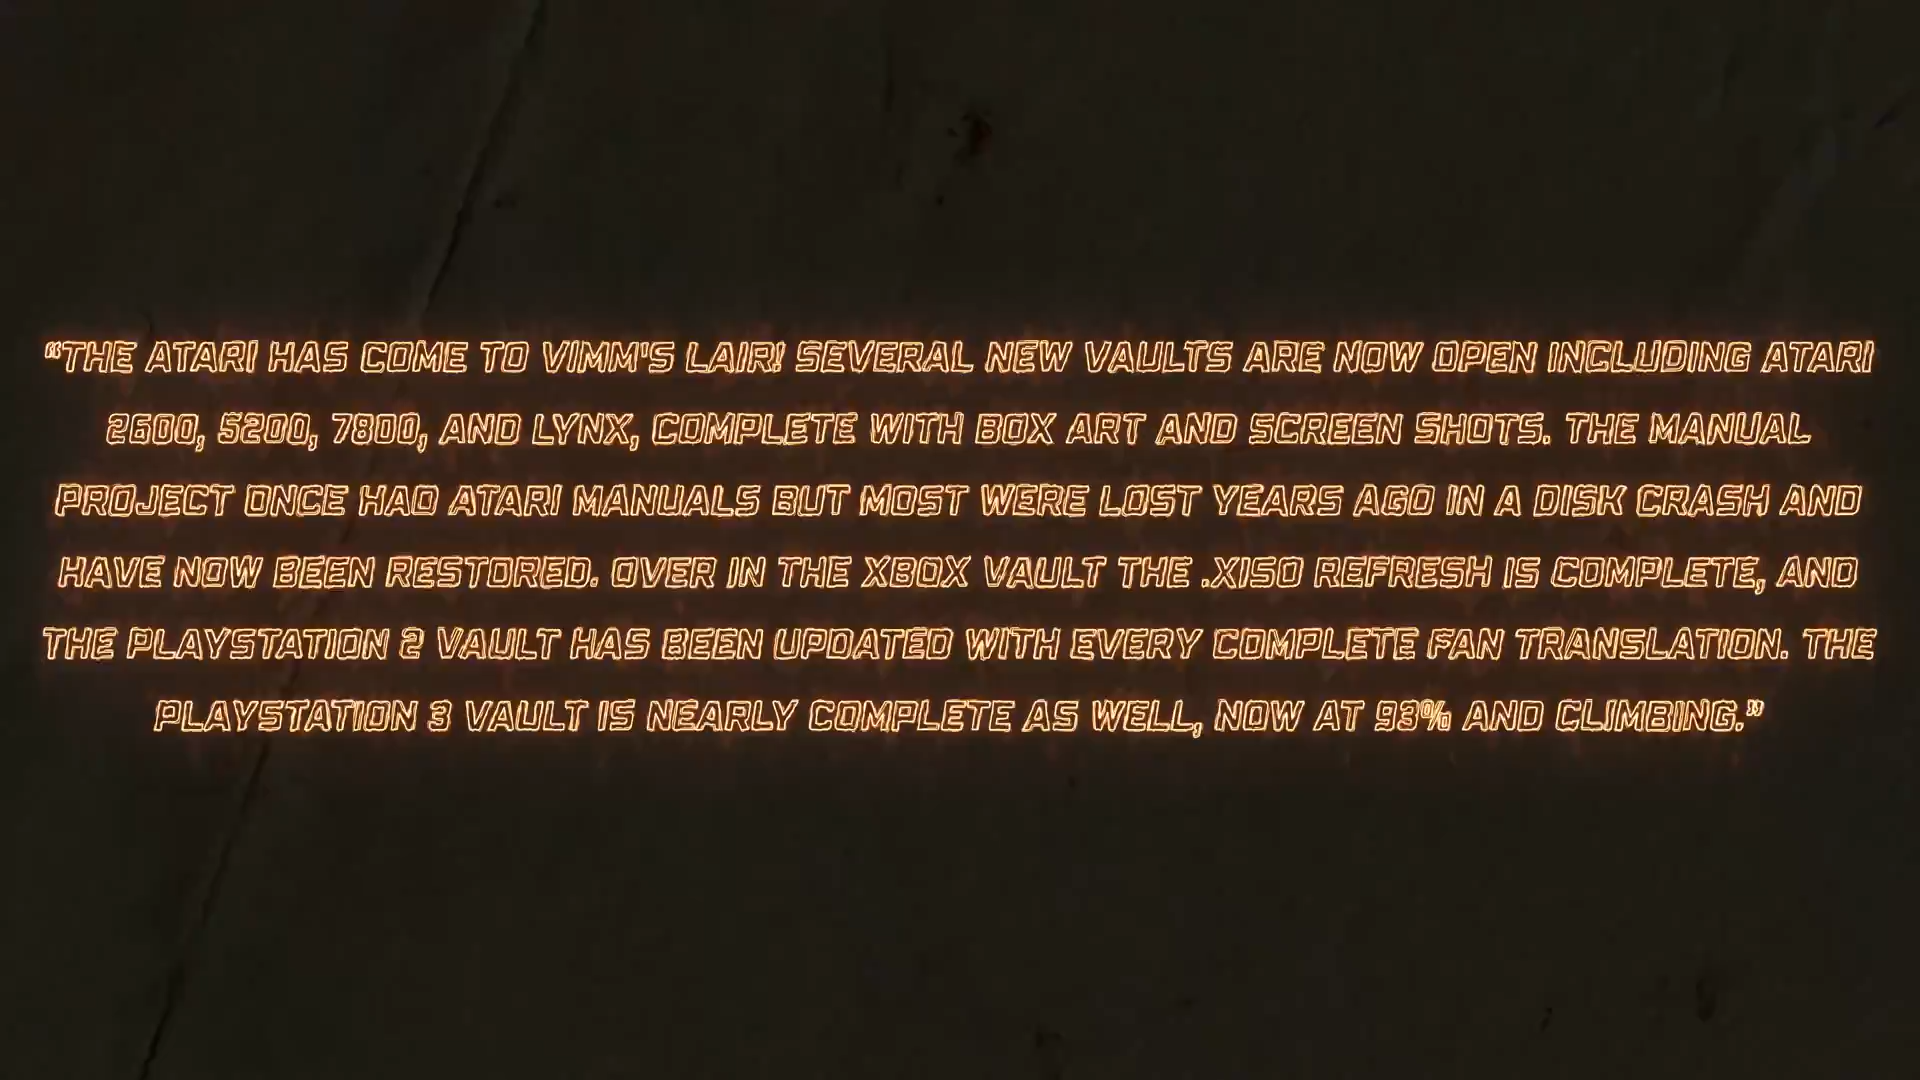 “THE ATARI HAS COME TO VIMM'S LAIR! SEVERAL NEW VAULTS ARE NOW OPEN INCLUDING ATARI
2600, 5200, 7800, AND LYNX, COMPLETE WITH BOX ART AND SCREEN SHOTS. THE MANUAL
PROJECT ONCE HAD ATARI MANUALS BUT MOST WERE LOST YEARS AGO IN A DISK CRASH AND
HAVE NOW BEEN RESTORED. OVER IN THE XBOX VAULT THE .XISO REFRESH IS COMPLETE, AND
THE PLAYSTATION 2 VAULT HAS BEEN UPDATED WITH EVERY COMPLETE FAN TRANSLATION. THE
PLAYSTATION 3 VAULT IS NEARLY COMPLETE AS WELL, NOW AT 93% AND CLIMBING.”